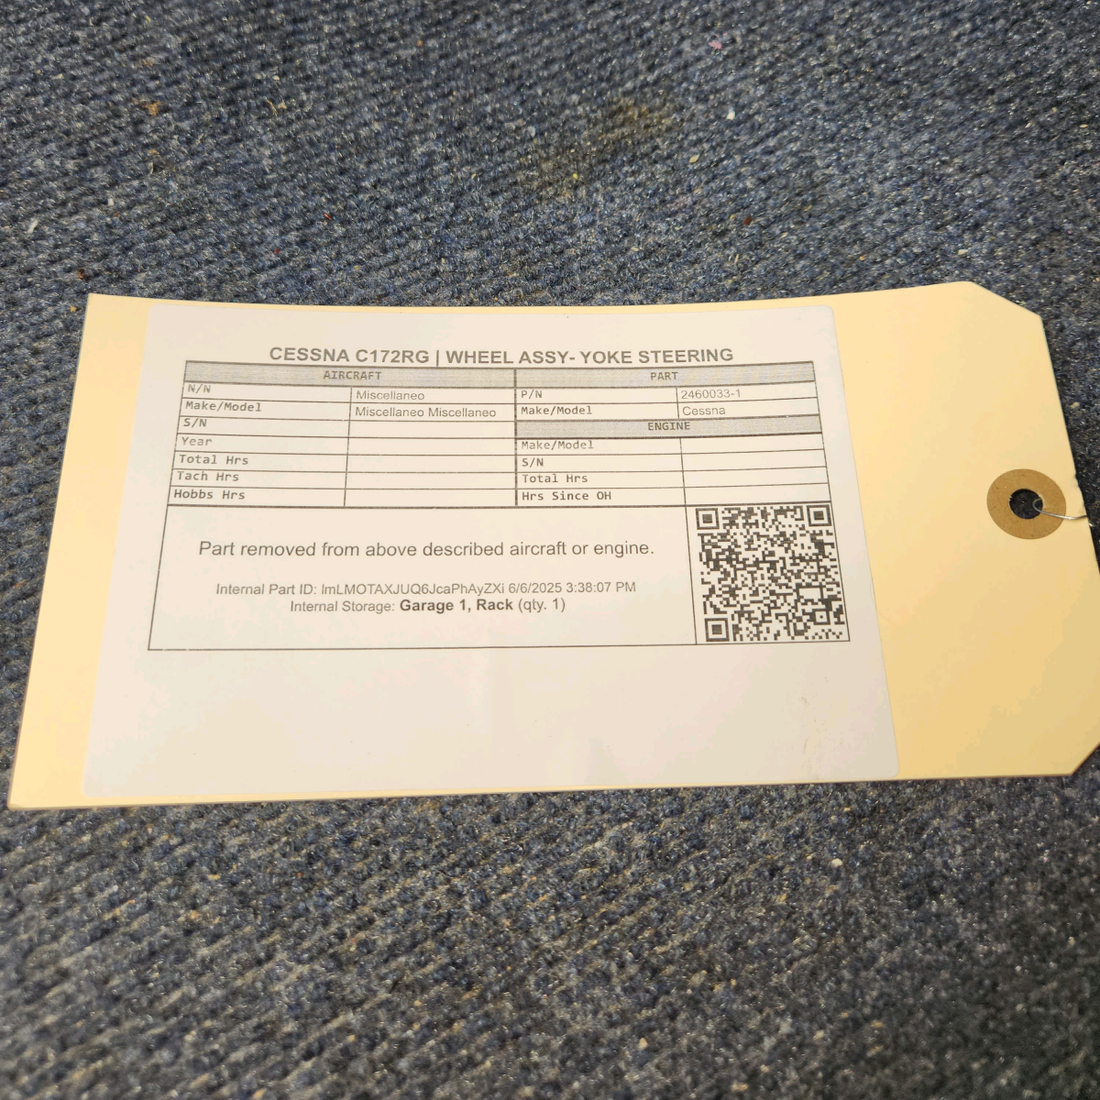 CESSNA C172RG | WHEEL ASSY- YOKE STEERING
AIRCRAFT PART
N/N Miscellaneo P/N 2460033-1
Make/Model Miscellaneo Miscellaneo Make/Model Cessna
S/N ENGINE
Year Make/Model
Total Hrs S/N
Tach Hrs Total Hrs
Hobbs Hrs Hrs Since OH
Part removed from above described aircraft or engine.
Internal Part ID: lmLMOTAXJUQ6JcaPhAyZXi 6/6/2025 3:38:07 PM
Internal Storage: Garage 1, Rack (qty. 1)